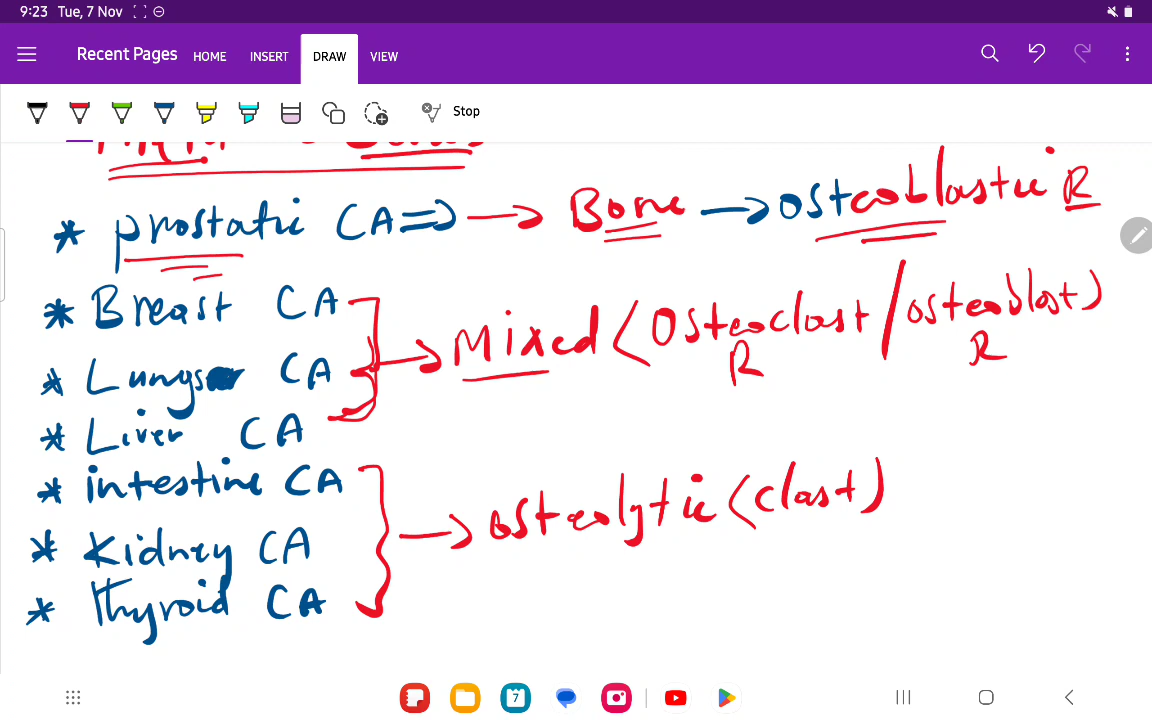 9:23 Tue, 7 Nov
Recent Pages HOME INSERT DRAW VIEW
Stop
* prostatic CA => → Bone → osteoblastic R
* Breast CA
* Lungs CA
→ Mixed (Osteoclast / osteoblast)
R R
* Liver CA
* intestine CA
* Kidney CA
→ osteolytic (clast)
* Thyroid CA
7